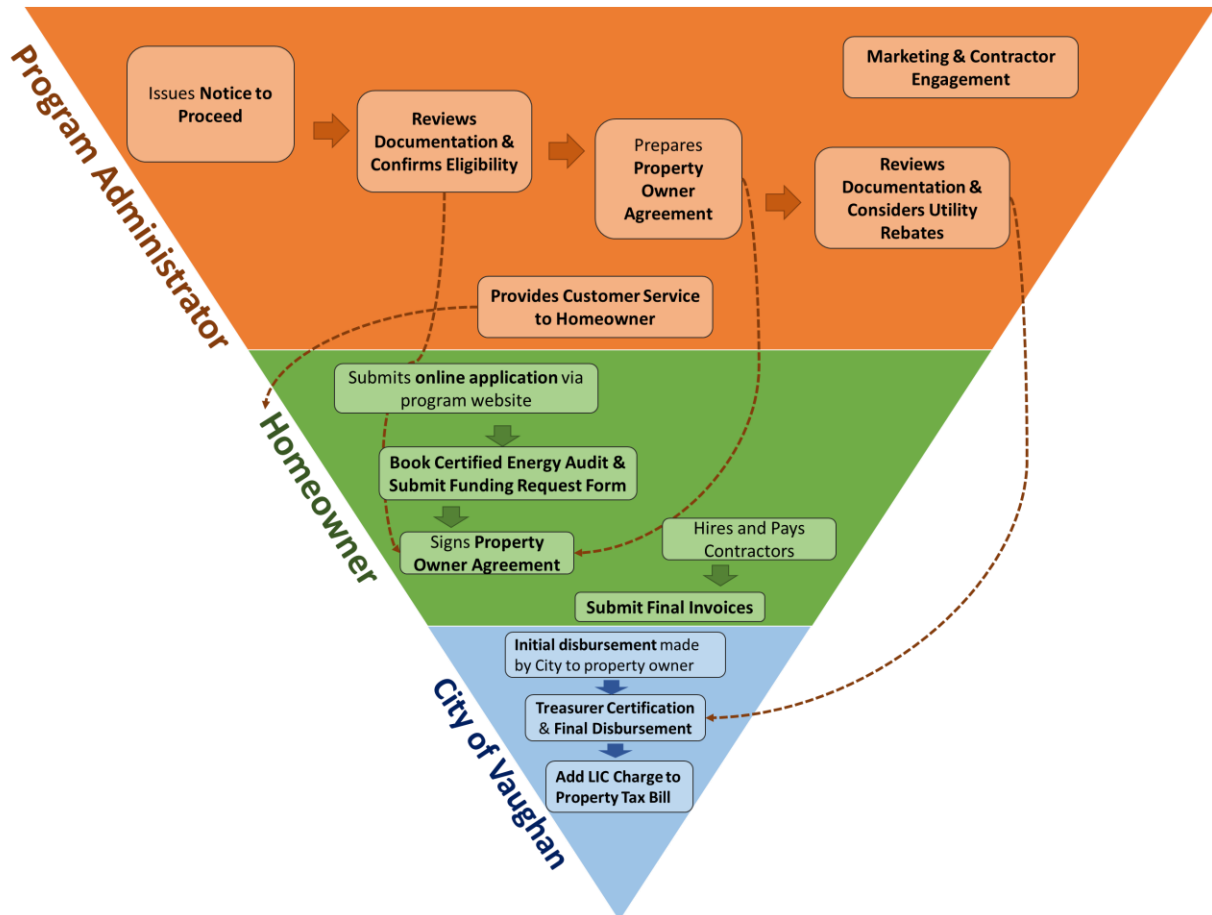 Program Administrator
Issues Notice to
Proceed
Reviews
Documentation &
Confirms Eligibility
Prepares
Property
Owner
Agreement
Marketing & Contractor
Engagement
Reviews
Documentation &
Considers Utility
Rebates
Provides Customer Service
to Homeowner
Homeowner
Submits online application via
program website
Book Certified Energy Audit &
Submit Funding Request Form
Signs Property
Owner Agreement
Hires and Pays
Contractors
Submit Final Invoices
City of Vaughan
Initial disbursement made
by City to property owner
Treasurer Certification
& Final Disbursement
Add LIC Charge to
Property Tax Bill